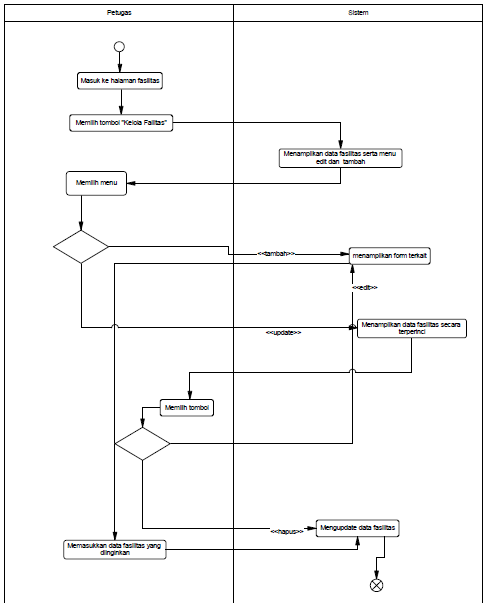 Petugas
Sistem
Masuk ke halaman fasilitas
Memilih tombol "Kelola Failitas"
Menampilkan data fasilitas serta menu
edit dan tambah
Memilih menu
<<tambah>>
menampilkan form terkait
<<edit>>
Menampilkan data fasilitas secara
terperinci
<<update>>
Memilih tombol
<<hapus>>
Mengupdate data fasilitas
Memasukkan data fasilitas yang
diinginkan